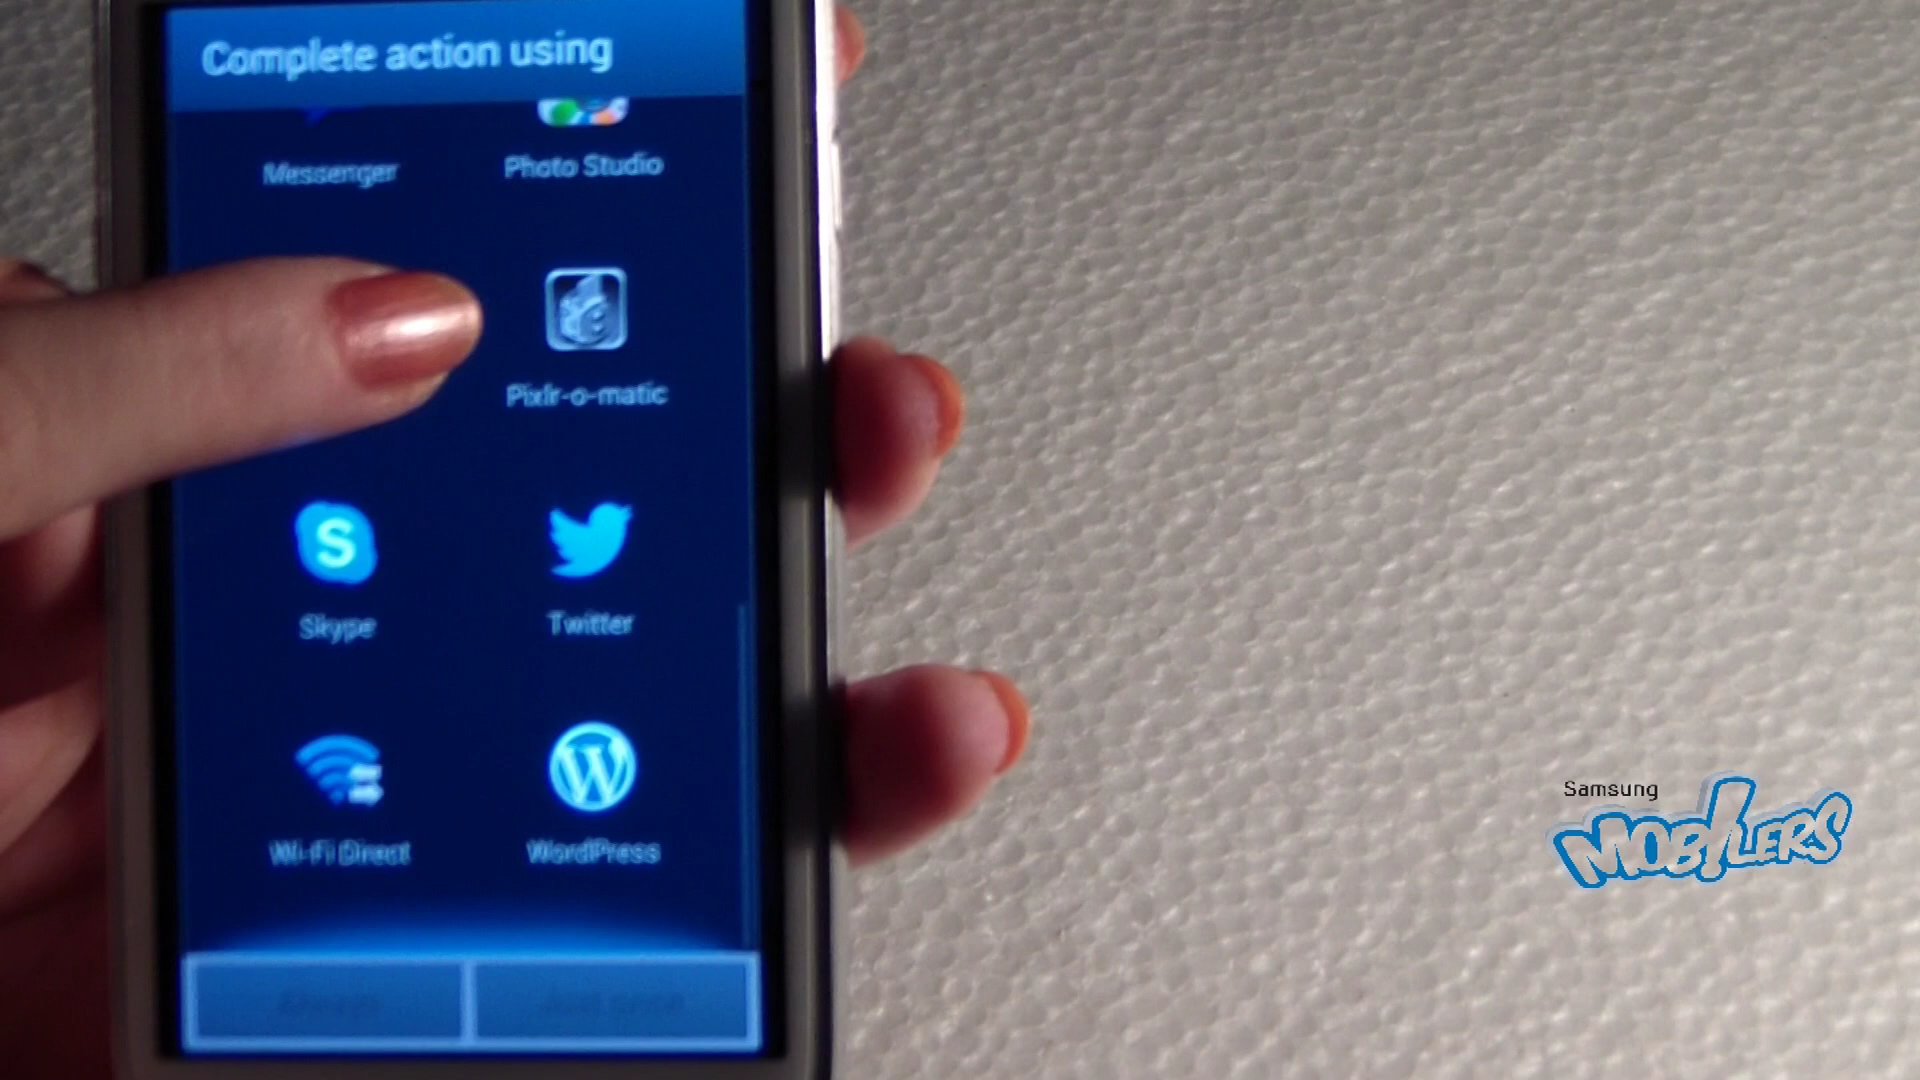 Complete action using
Messenger
Photo Studio
Pixlr-o-matic
S
Skype
Twitter
Wi-Fi Direct
W
WordPress
Samsung
MOBILERS